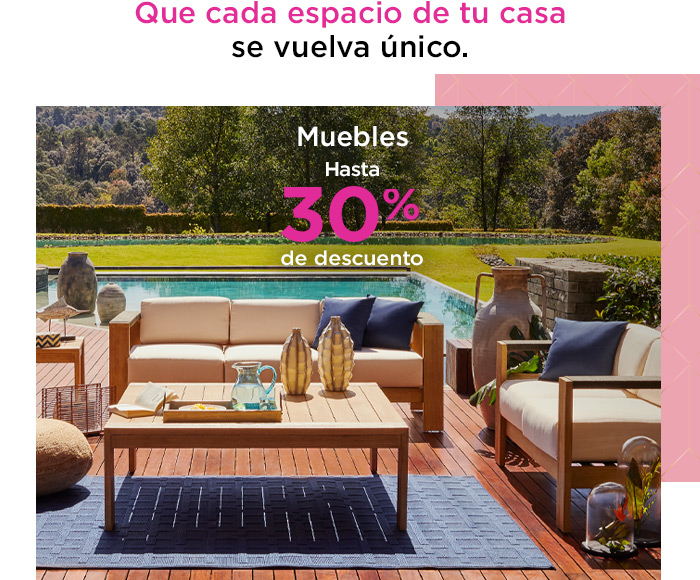 Que cada espacio de tu casa
se vuelva único.
Muebles
Hasta
30%
de descuento